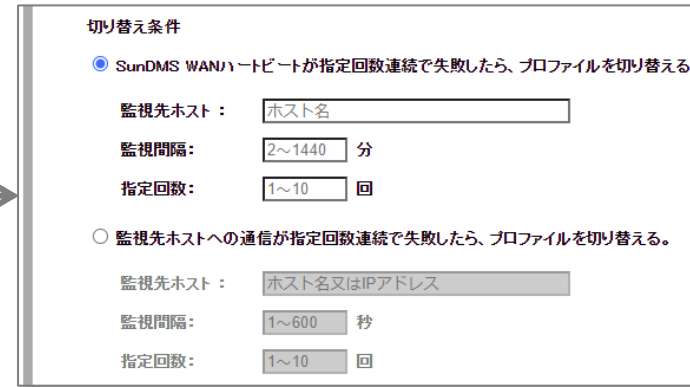 切り替え条件
SunDMS WANハートビートが指定回数連続で失敗したら、プロファイルを切り替える
監視先ホスト： ホスト名
監視間隔： 2～1440 分
指定回数： 1～10 回
監視先ホストへの通信が指定回数連続で失敗したら、プロファイルを切り替える。
監視先ホスト： ホスト名又はIPアドレス
監視間隔： 1～600 秒
指定回数： 1～10 回